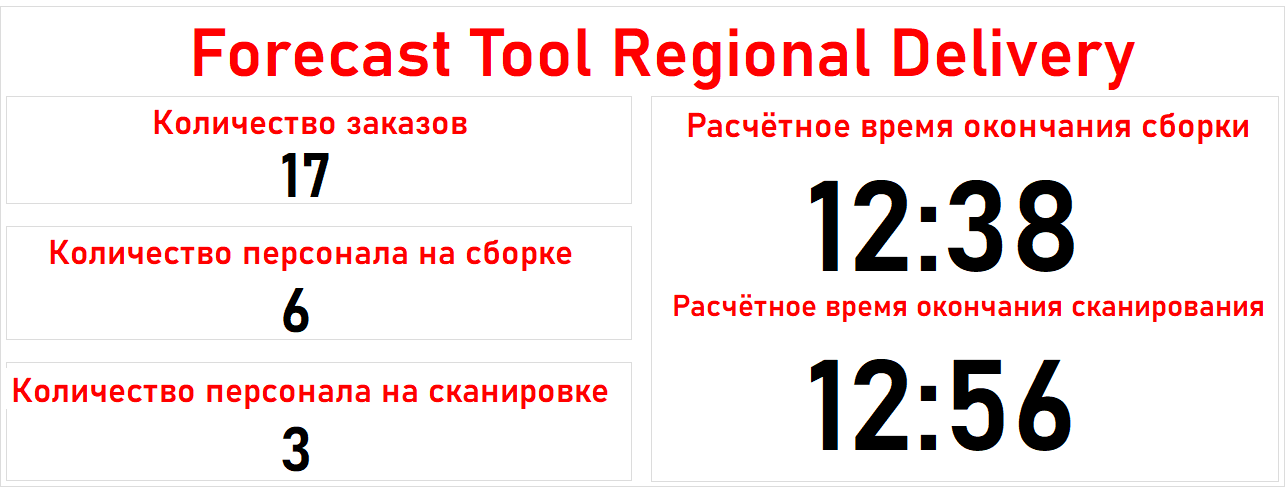 Forecast Tool Regional Delivery
Количество заказов
17
Количество персонала на сборке
6
Количество персонала на сканировке
3
Расчётное время окончания сборки
12:38
Расчётное время окончания сканирования
12:56